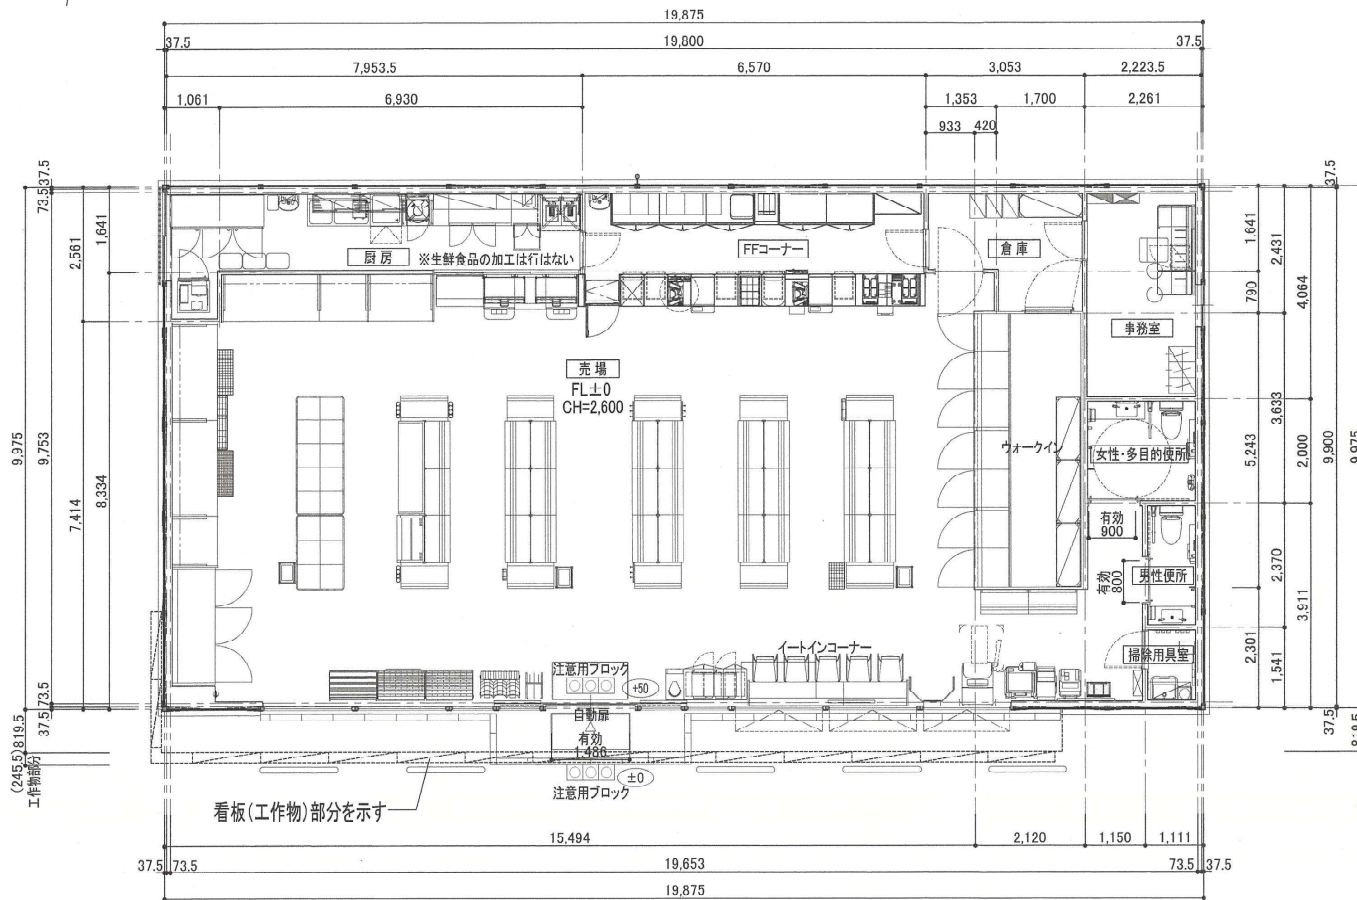 19,875
37.5 19,800 37.5
7,953.5 6,570 3,053 2,223.5
1,061 6,930 1,353 1,700 2,261
933 420
37.5
73.5
1,641
2,561
7,414
8,334
9,753
9,975
73.5
37.5
819.5
(245.5)
工作物部分
厨房
※生鮮食品の加工は行はない
FFコーナー
倉庫
事務室
売場
FL±0
CH=2,600
ウォークイン
女性・多目的便所
有効
900
有効
800
男性便所
掃除用具室
イートインコーナー
注意用ブロック
+50
自動扉
有効
1,486
±0
注意用ブロック
看板(工作物)部分を示す
37.5
1,641
2,431
790
4,064
3,633
5,243
2,000
9,900
9,975
2,370
3,911
2,301
1,541
37.5
15,494 2,120 1,150 1,111
37.5 73.5 19,653 73.5 37.5
19,875